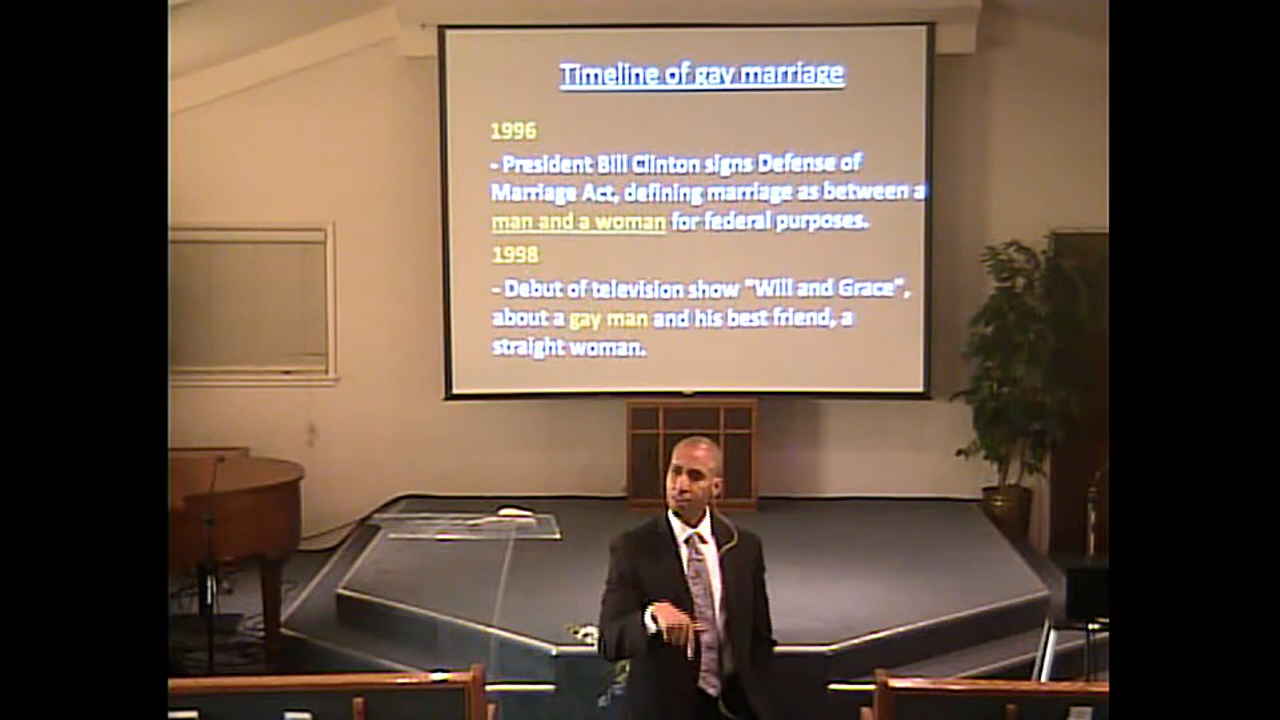 Timeline of gay marriage
1996
- President Bill Clinton signs Defense of
Marriage Act, defining marriage as between a
man and a woman for federal purposes.
1998
- Debut of television show "Will and Grace",
about a gay man and his best friend, a
straight woman.